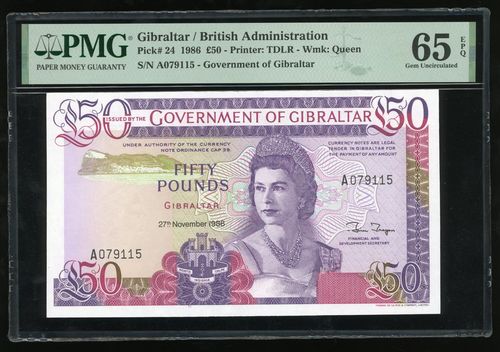 PMG
PAPER MONEY GUARANTY
Gibraltar / British Administration
Pick# 24 1986 £50 - Printer: TDLR - Wmk: Queen
S/N A079115 - Government of Gibraltar
65 EPQ
Gem Uncirculated
£50
ISSUED BY THE
GOVERNMENT OF GIBRALTAR
£50
UNDER AUTHORITY OF THE CURRENCY
NOTE ORDINANCE CAP 39
CURRENCY NOTES ARE LEGAL
TENDER IN GIBRALTAR FOR
THE PAYMENT OF ANY AMOUNT
FIFTY
POUNDS
GIBRALTAR
27th November 1986
A079115
FINANCIAL AND
DEVELOPMENT SECRETARY
A079115
£50
£50